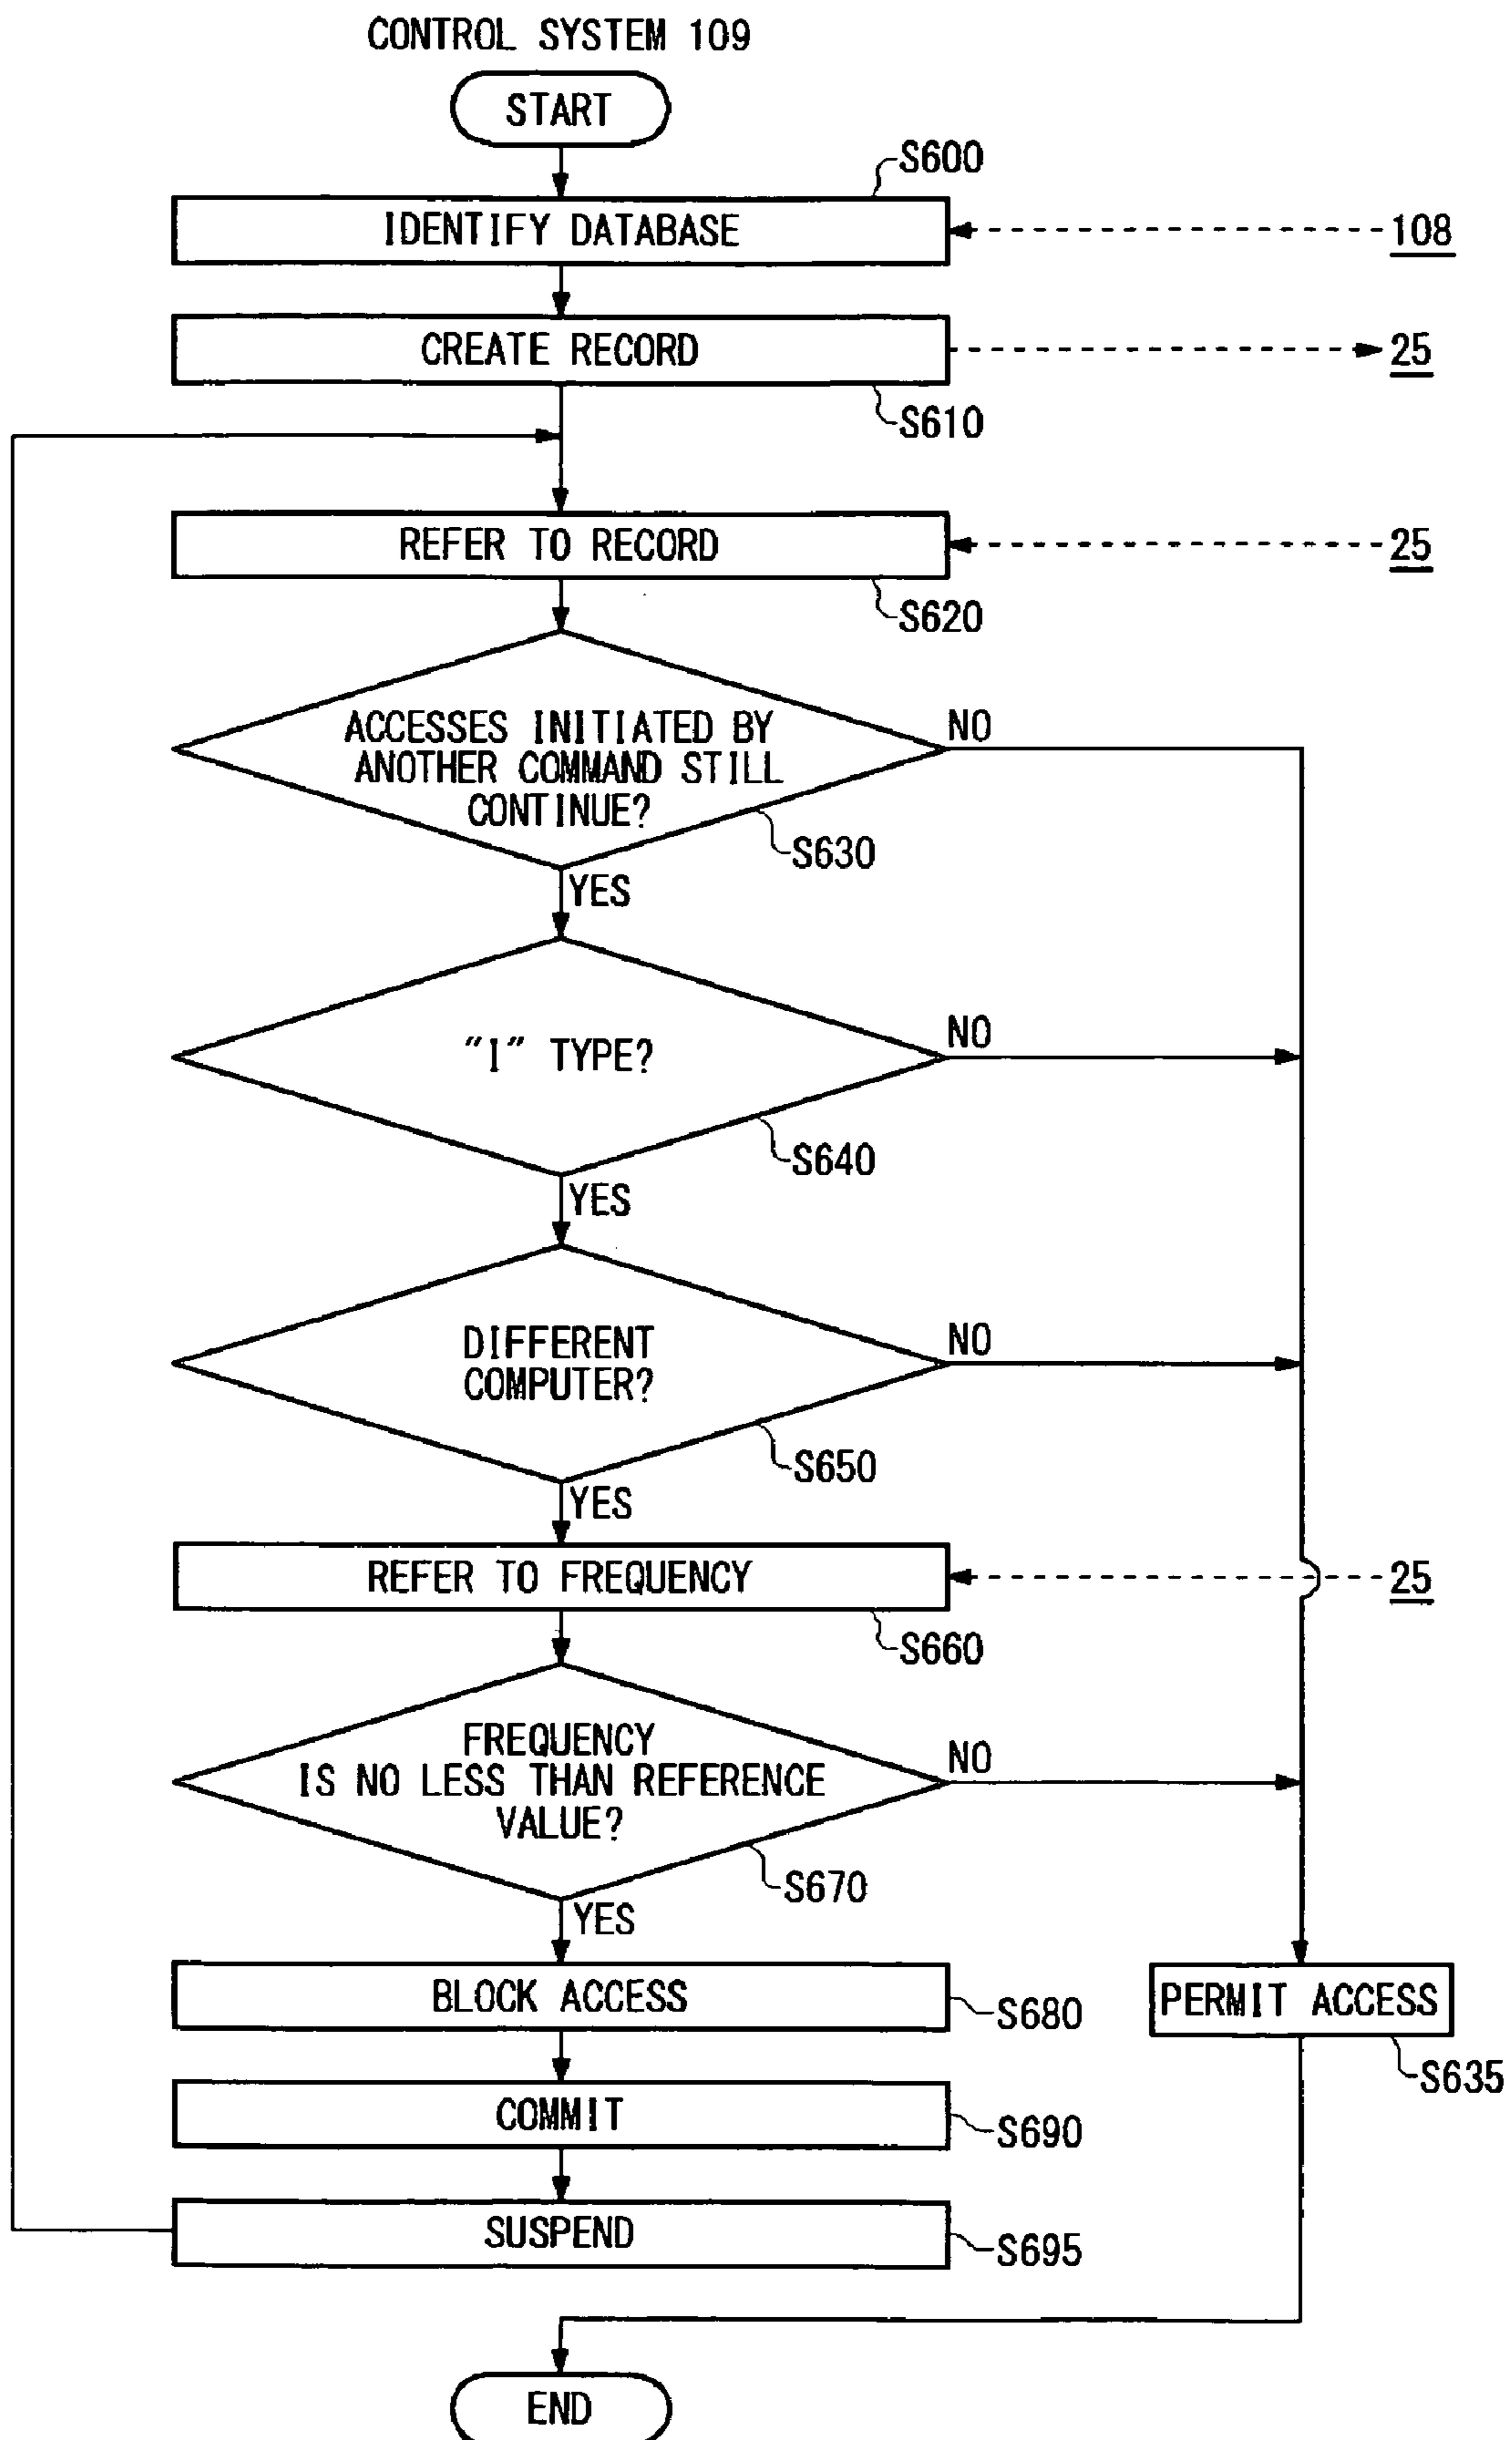 CONTROL SYSTEM 109
START
S600
IDENTIFY DATABASE
108
CREATE RECORD
25
S610
REFER TO RECORD
25
S620
ACCESSES INITIATED BY
ANOTHER COMMAND STILL
CONTINUE?
NO
S630
YES
"I" TYPE?
NO
S640
YES
DIFFERENT
COMPUTER?
NO
S650
YES
REFER TO FREQUENCY
25
S660
FREQUENCY
IS NO LESS THAN REFERENCE
VALUE?
NO
S670
YES
BLOCK ACCESS
S680
PERMIT ACCESS
S635
COMMIT
S690
SUSPEND
S695
END